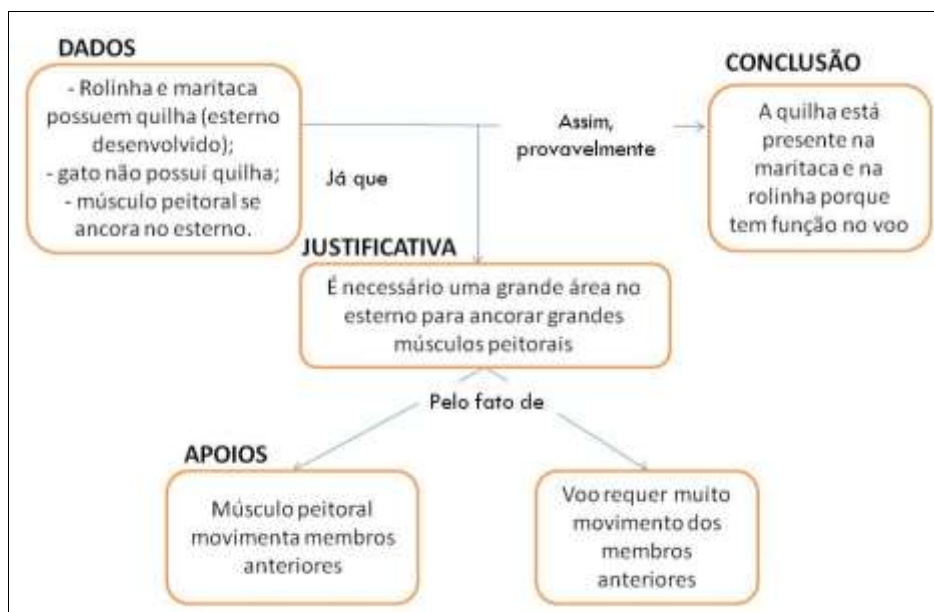 DADOS
- Rolinha e maritaca
possuem quilha (esterno
desenvolvido);
- gato não possui quilha;
- músculo peitoral se
ancora no esterno.
Assim,
provavelmente
CONCLUSÃO
A quilha está
presente na
maritaca e na
rolinha porque
tem função no voo
Já que
JUSTIFICATIVA
É necessário uma grande área no
esterno para ancorar grandes
músculos peitorais
Pelo fato de
APOIOS
Músculo peitoral
movimenta membros
anteriores
Voo requer muito
movimento dos
membros
anteriores